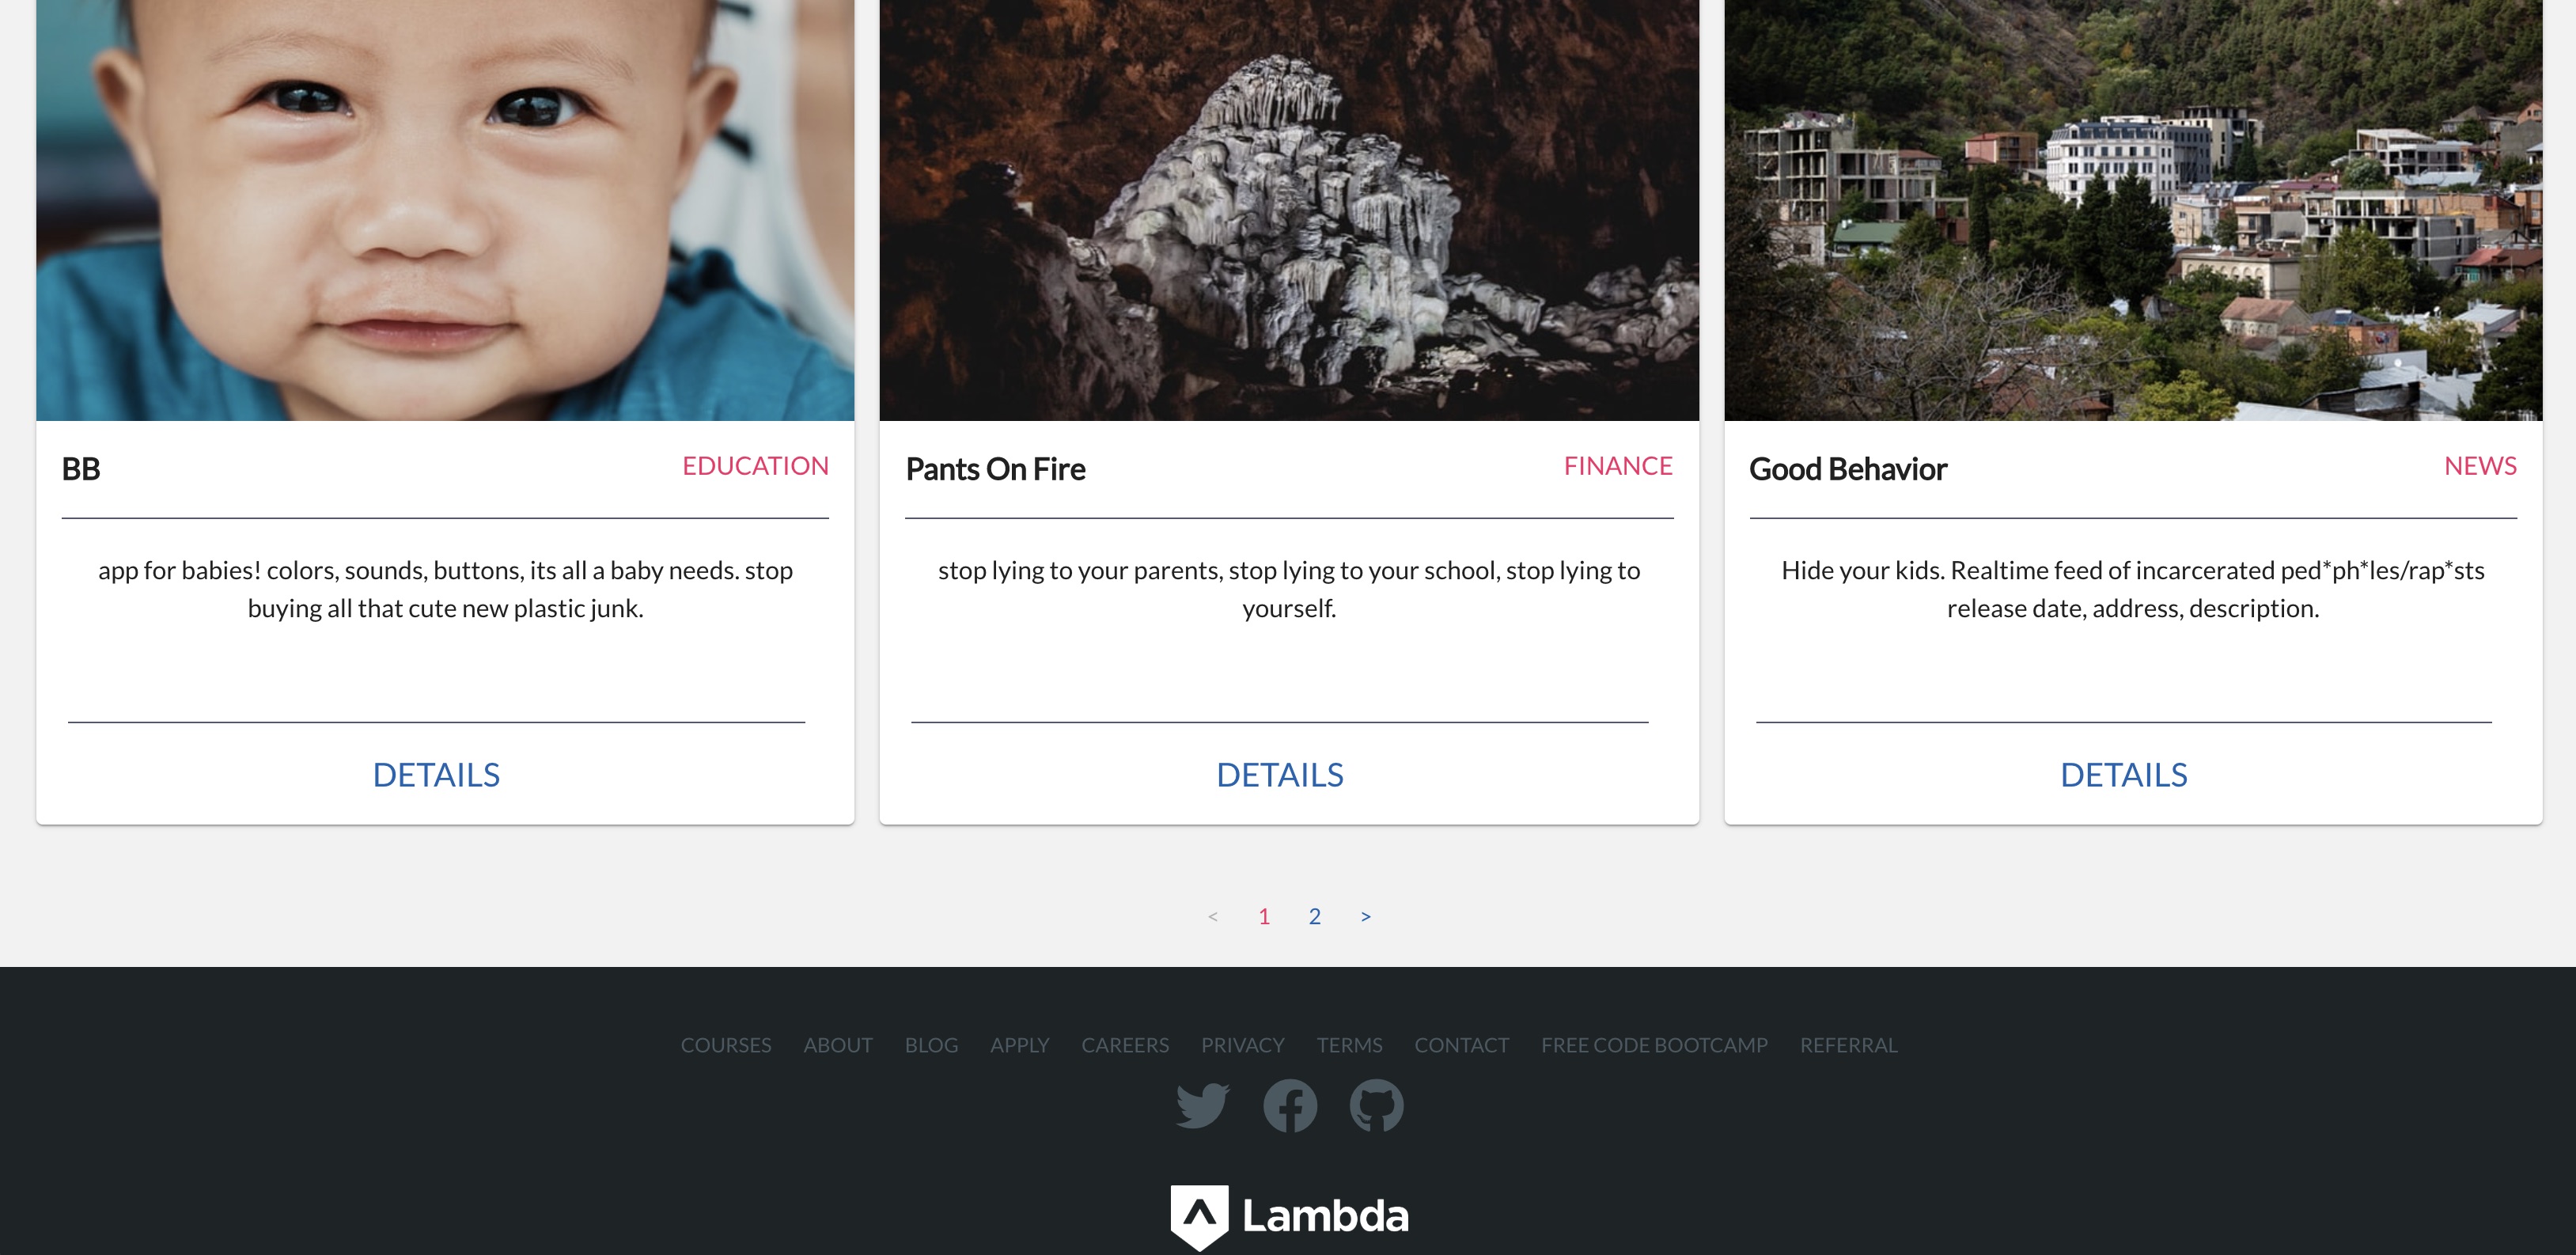 BB
EDUCATION
app for babies! colors, sounds, buttons, its all a baby needs. stop
buying all that cute new plastic junk.
DETAILS
Pants On Fire
FINANCE
stop lying to your parents, stop lying to your school, stop lying to
yourself.
DETAILS
Good Behavior
NEWS
Hide your kids. Realtime feed of incarcerated ped*ph*les/rap*sts
release date, address, description.
DETAILS
< 1 2 >
COURSES ABOUT BLOG APPLY CAREERS PRIVACY TERMS CONTACT FREE CODE BOOTCAMP REFERRAL
Lambda